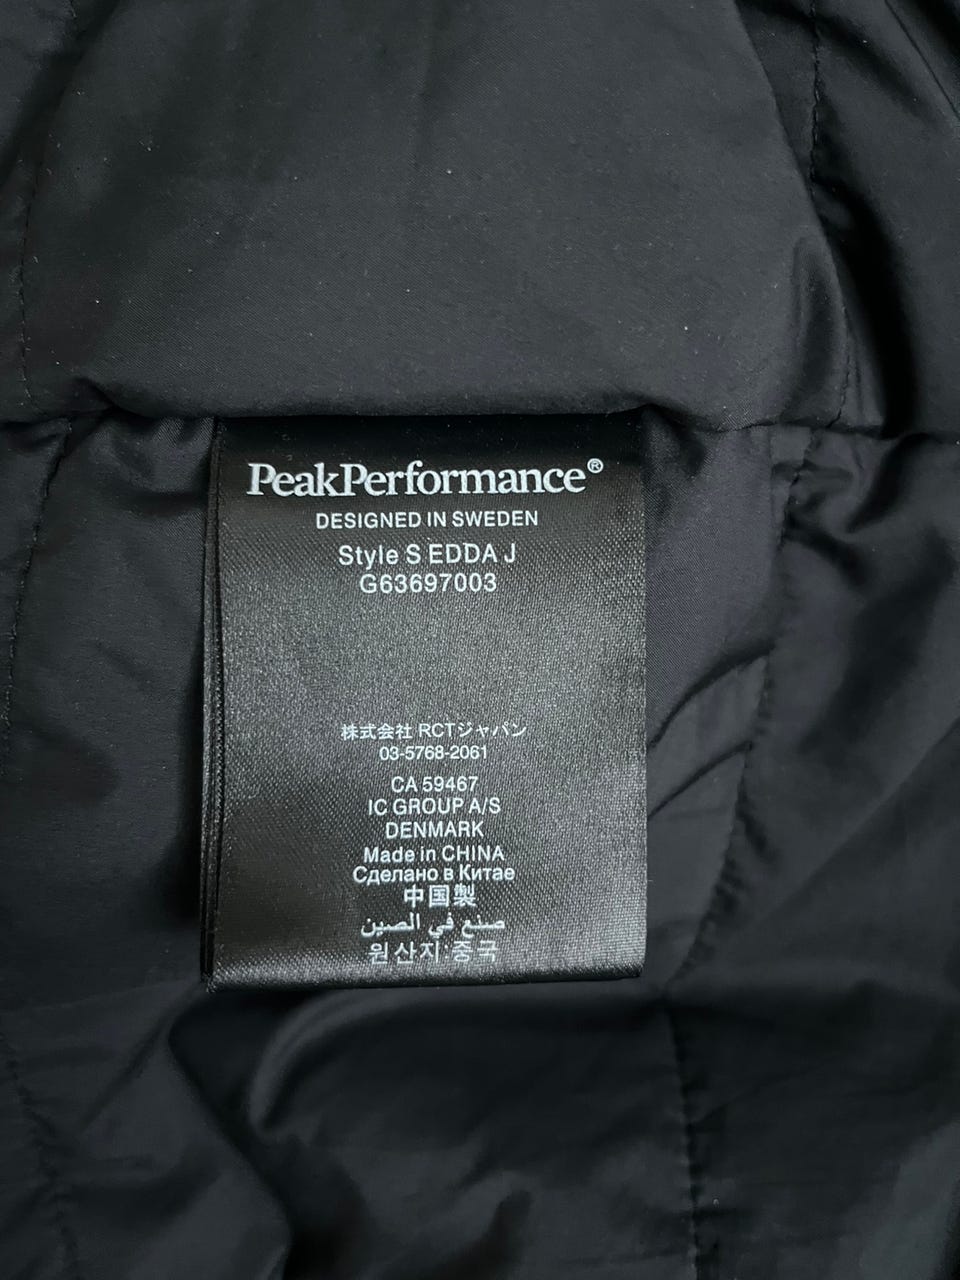 PeakPerformance®
DESIGNED IN SWEDEN
Style S EDDA J
G63697003
株式会社 RCTジャパン
03-5768-2061
CA 59467
IC GROUP A/S
DENMARK
Made in CHINA
Сделано в Китае
中国製
صنع في الصين
원산지:중국